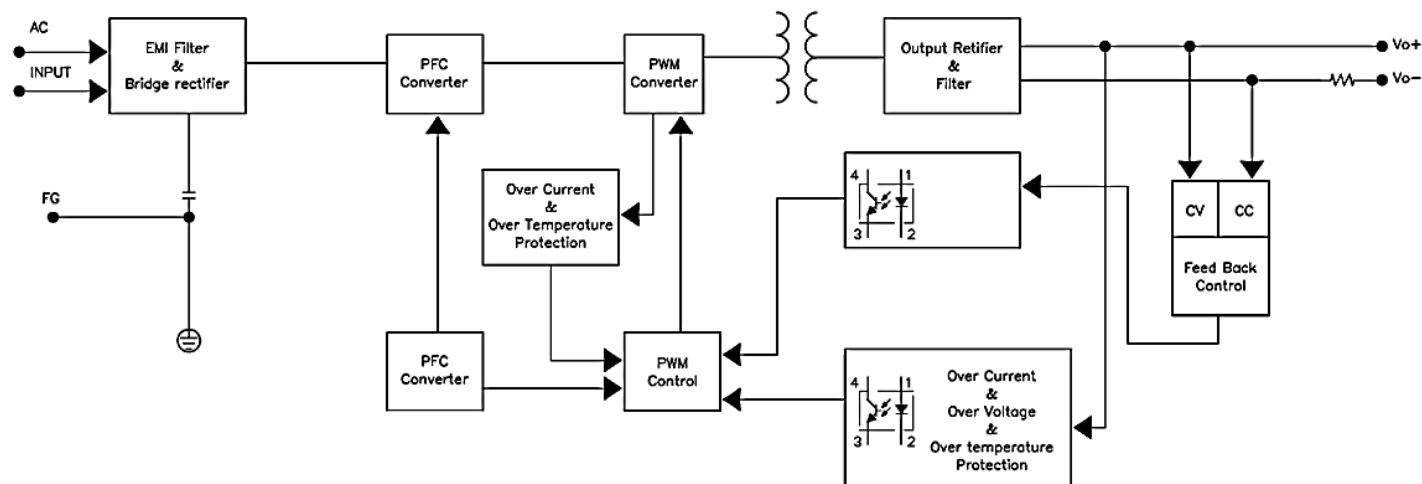 AC
INPUT
EMI Filter
&
Bridge rectifier
PFC
Converter
PWM
Converter
Output Retifier
&
Filter
Vo+
Vo-
FG
Over Current
&
Over Temperature
Protection
4
1
3
2
CV
CC
Feed Back
Control
PFC
Converter
PWM
Control
4
1
3
2
Over Current
&
Over Voltage
&
Over temperature
Protection